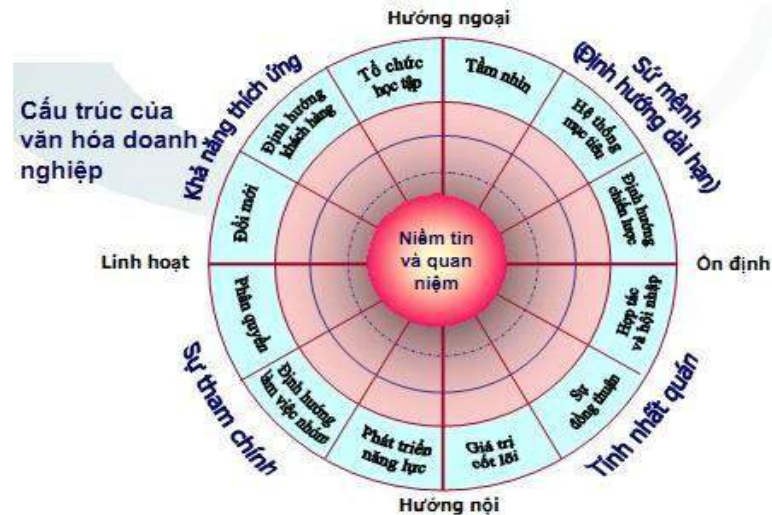 Hướng ngoại
Cấu trúc của
văn hóa doanh
nghiệp
Khả năng thích ứng
Sứ mệnh
(Định hướng dài hạn)
Đổi mới
Định hướng
khách hàng
Tổ chức
học tập
Tầm nhìn
Hệ thống
mục tiêu
Định hướng
chiến lược
Linh hoạt
Niềm tin
và quan
niệm
Ổn định
Phân quyền
Định hướng
làm việc nhóm
Phát triển
năng lực
Giá trị
cốt lõi
Sự
đồng thuận
Hợp tác
và hội nhập
Sự tham chính
Tính nhất quán
Hướng nội